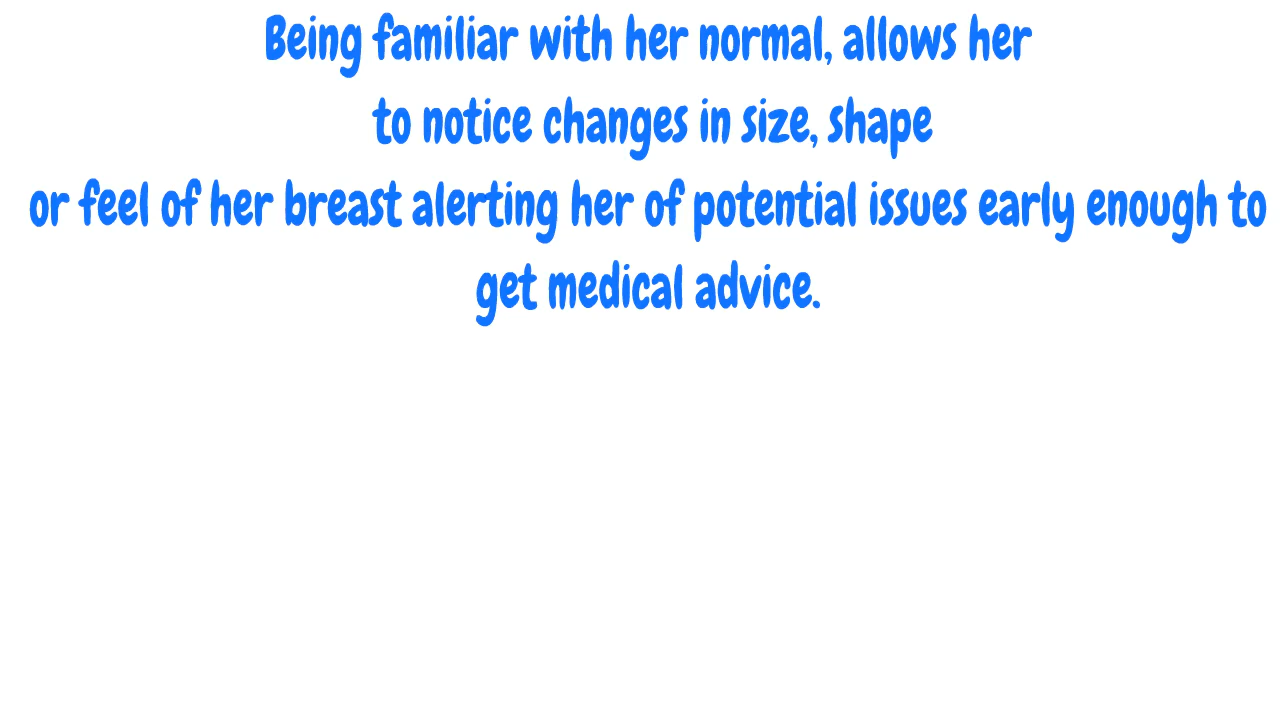 Being familiar with her normal, allows her
to notice changes in size, shape
or feel of her breast alerting her of potential issues early enough to
get medical advice.